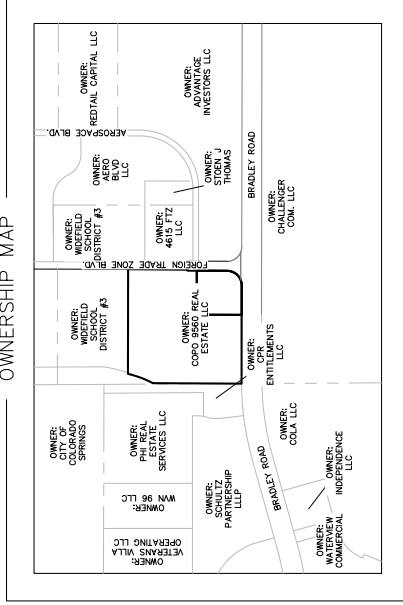 OWNERSHIP MAP
OWNER:
CITY OF
COLORADO
SPRINGS
OWNER:
WIDEFIELD
SCHOOL
DISTRICT #3
OWNER:
WIDEFIELD
SCHOOL
DISTRICT #3
OWNER:
AERO
BLVD
LLC
OWNER:
REDTAIL CAPITAL LLC
AEROSPACE BLVD.
OWNER:
VETERANS VILLA
OPERATING LLC
OWNER:
WVN 96 LLC
OWNER:
PHI REAL
ESTATE
SERVICES LLC
FOREIGN TRADE ZONE BLVD.
OWNER:
4615 FTZ
LLC
OWNER:
STOEN J
THOMAS
OWNER:
ADVANTAGE
INVESTORS LLC
OWNER:
COPO 9560 REAL
ESTATE LLC
OWNER:
SCHULTZ
PARTNERSHIP
LLLP
OWNER:
CPR
ENTITLEMENTS
LLC
BRADLEY ROAD
BRADLEY ROAD
OWNER:
CHALLENGER
COM. LLC
OWNER:
COLA LLC
OWNER:
INDEPENDENCE
LLC
OWNER:
WATERVIEW
COMMERCIAL